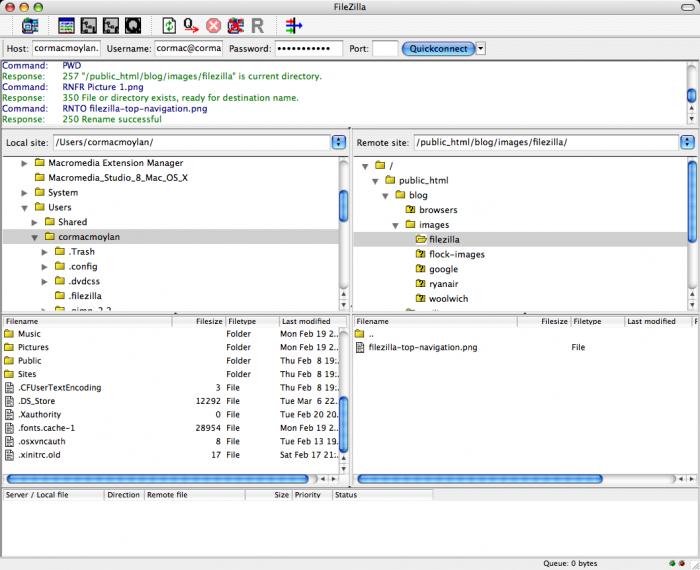 FileZilla
Host: cormacmoylan. Username: cormac@corma Password: ••••••••••• Port: Quickconnect
Command: PWD
Response: 257 "/public_html/blog/images/filezilla" is current directory.
Command: RNFR Picture 1.png
Response: 350 File or directory exists, ready for destination name.
Command: RNTO filezilla-top-navigation.png
Response: 250 Rename successful
Local site: /Users/cormacmoylan/
Macromedia Extension Manager
Macromedia_Studio_8_Mac_OS_X
System
Users
Shared
cormacmoylan
.Trash
.config
.dvdcss
.filezilla
Remote site: /public_html/blog/images/filezilla/
/
public_html
blog
browsers
images
filezilla
flock-images
google
ryanair
woolwich
Filename Filesize Filetype Last modified
Music Folder Mon Feb 19 2..
Pictures Folder Mon Feb 19 2..
Public Folder Thu Feb 8 19:.
Sites Folder Thu Feb 8 19:.
.CFUserTextEncoding 3 File Thu Feb 8 19:.
.DS_Store 12292 File Tue Mar 6 22..
.Xauthority 0 File Tue Feb 20 20.
.fonts.cache-1 28954 File Mon Feb 19 2..
.osxvncauth 8 File Tue Feb 13 19.
.xinitrc.old 17 File Sat Feb 17 21:.
Filename Filesize Filetype Last modified
..
filezilla-top-navigation.png File
Server / Local file Direction Remote file Size Priority Status
Queue: 0 bytes